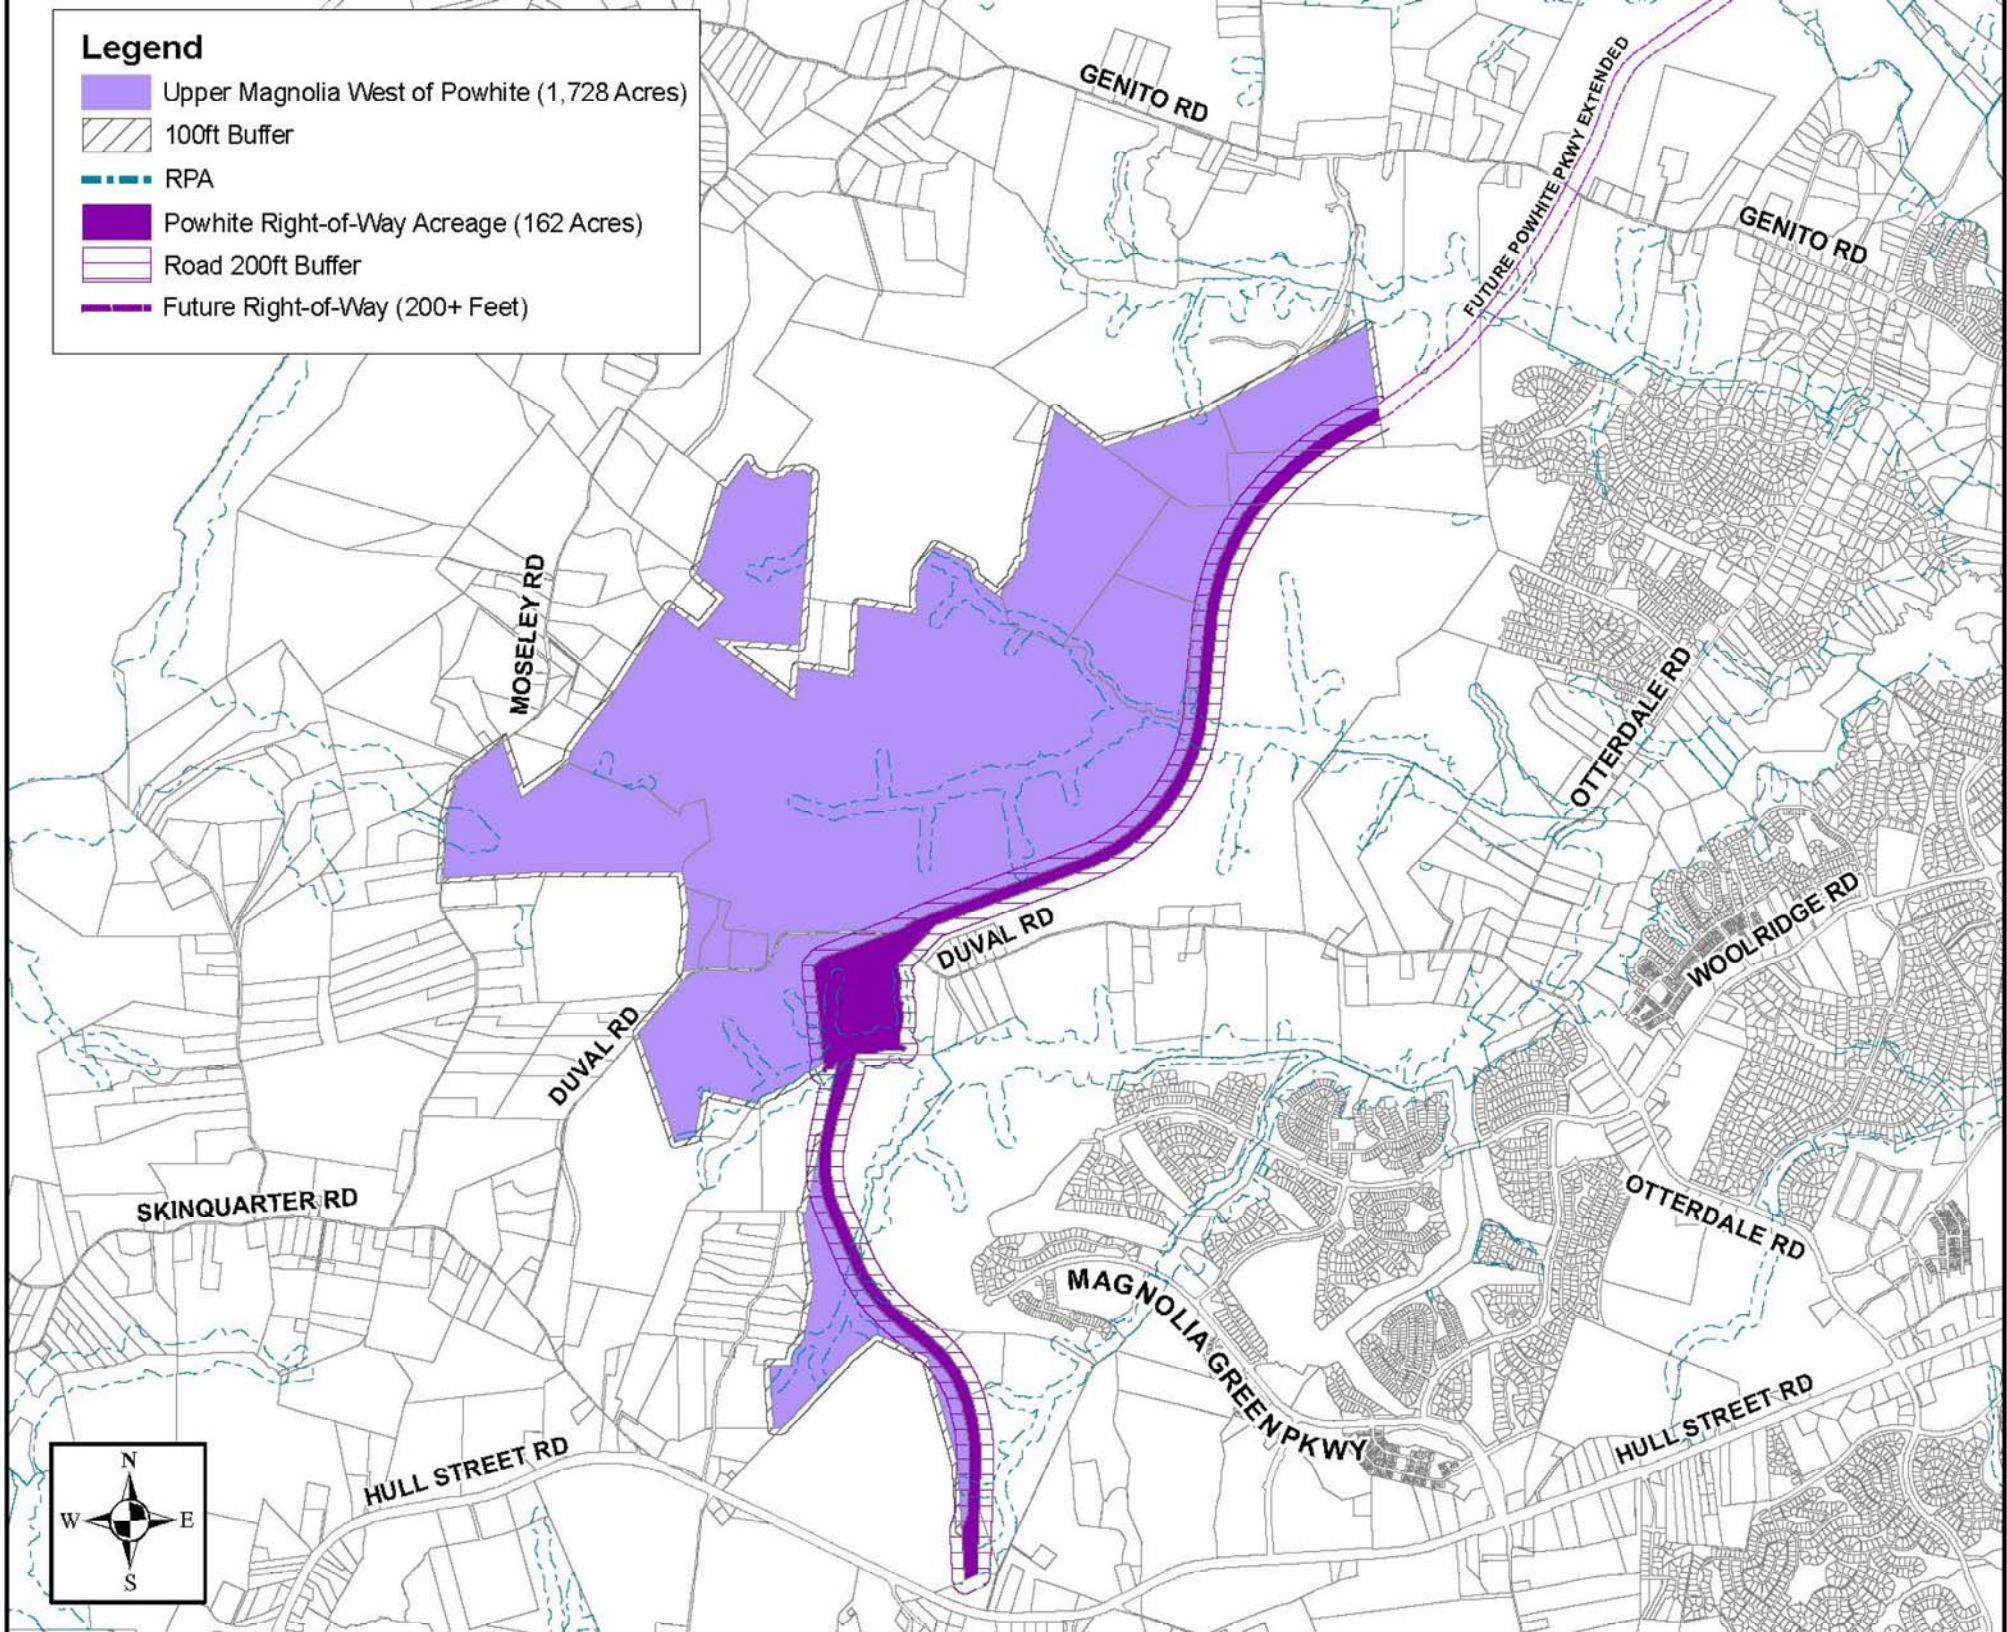 Legend
Upper Magnolia West of Powhite (1,728 Acres)
100ft Buffer
RPA
Powhite Right-of-Way Acreage (162 Acres)
Road 200ft Buffer
Future Right-of-Way (200+ Feet)
GENITO RD
FUTURE POWHITE PKWY EXTENDED
GENITO RD
MOSELEY RD
OTTERDALE RD
WOOLRIDGE RD
DUVAL RD
DUVAL RD
SKINQUARTER RD
OTTERDALE RD
MAGNOLIA GREEN PKWY
HULL STREET RD
HULL STREET RD
N
W E
S